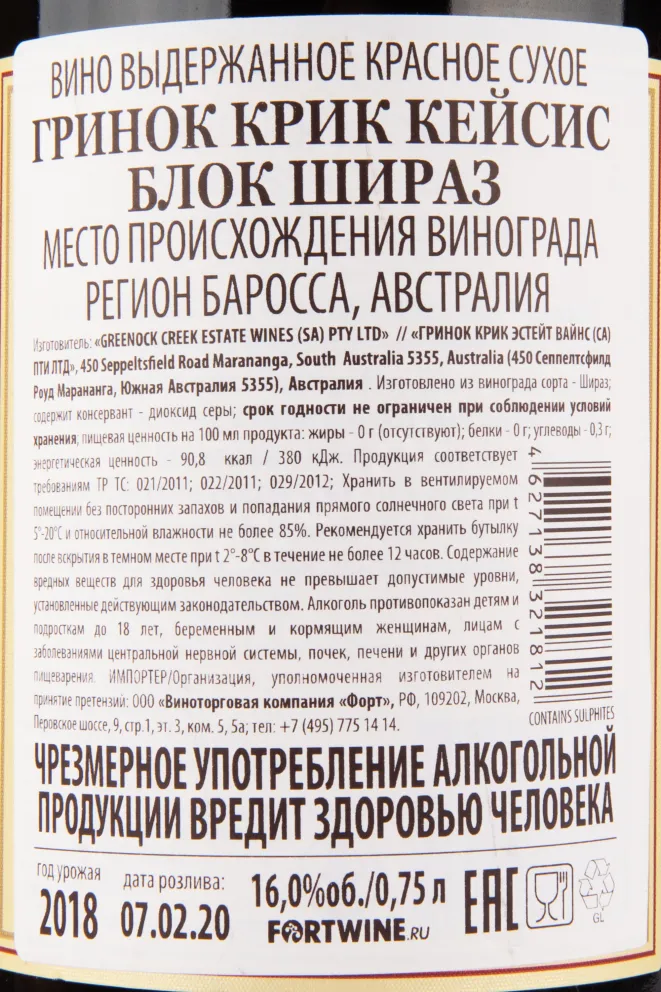 ВИНО ВЫДЕРЖАННОЕ КРАСНОЕ СУХОЕ
ГРИНОК КРИК КЕЙСИС
БЛОК ШИРАЗ
МЕСТО ПРОИСХОЖДЕНИЯ ВИНОГРАДА
РЕГИОН БАРОССА, АВСТРАЛИЯ
Изготовитель: «GREENOCK CREEK ESTATE WINES (SA) PTY LTD» // «ГРИНОК КРИК ЭСТЕЙТ ВАЙНС (СА)
ПТИ ЛТД», 450 Seppeltsfield Road Marananga, South Australia 5355, Australia (450 Сеппелтсфилд
Роуд Марананга, Южная Австралия 5355), Австралия . Изготовлено из винограда сорта - Шираз;
содержит консервант - диоксид серы; срок годности не ограничен при соблюдении условий
хранения; пищевая ценность на 100 мл продукта: жиры - 0 г (отсутствуют); белки - 0 г; углеводы - 0,3 г;
энергетическая ценность - 90,8 ккал / 380 кДж. Продукция соответствует
требованиям ТР ТС: 021/2011; 022/2011; 029/2012; Хранить в вентилируемом
помещении без посторонних запахов и попадания прямого солнечного света при t
5°-20°С и относительной влажности не более 85%. Рекомендуется хранить бутылку
после вскрытия в темном месте при t 2°-8°С в течение не более 12 часов. Содержание
вредных веществ для здоровья человека не превышает допустимые уровни,
установленные действующим законодательством. Алкоголь противопоказан детям и
подросткам до 18 лет, беременным и кормящим женщинам, лицам с
заболеваниями центральной нервной системы, почек, печени и других органов
пищеварения. ИМПОРТЕР/Организация, уполномоченная изготовителем на
принятие претензий: ООО «Виноторговая компания «Форт», РФ, 109202, Москва,
Перовское шоссе, 9, стр.1, эт. 3, ком. 5, 5а; тел: +7 (495) 775 14 14.
4 627138 321812
CONTAINS SULPHITES
ЧРЕЗМЕРНОЕ УПОТРЕБЛЕНИЕ АЛКОГОЛЬНОЙ
ПРОДУКЦИИ ВРЕДИТ ЗДОРОВЬЮ ЧЕЛОВЕКА
год урожая
2018
дата розлива:
07.02.20
16,0%об./0,75 л
FORTWINE.RU
ЕАС
GL